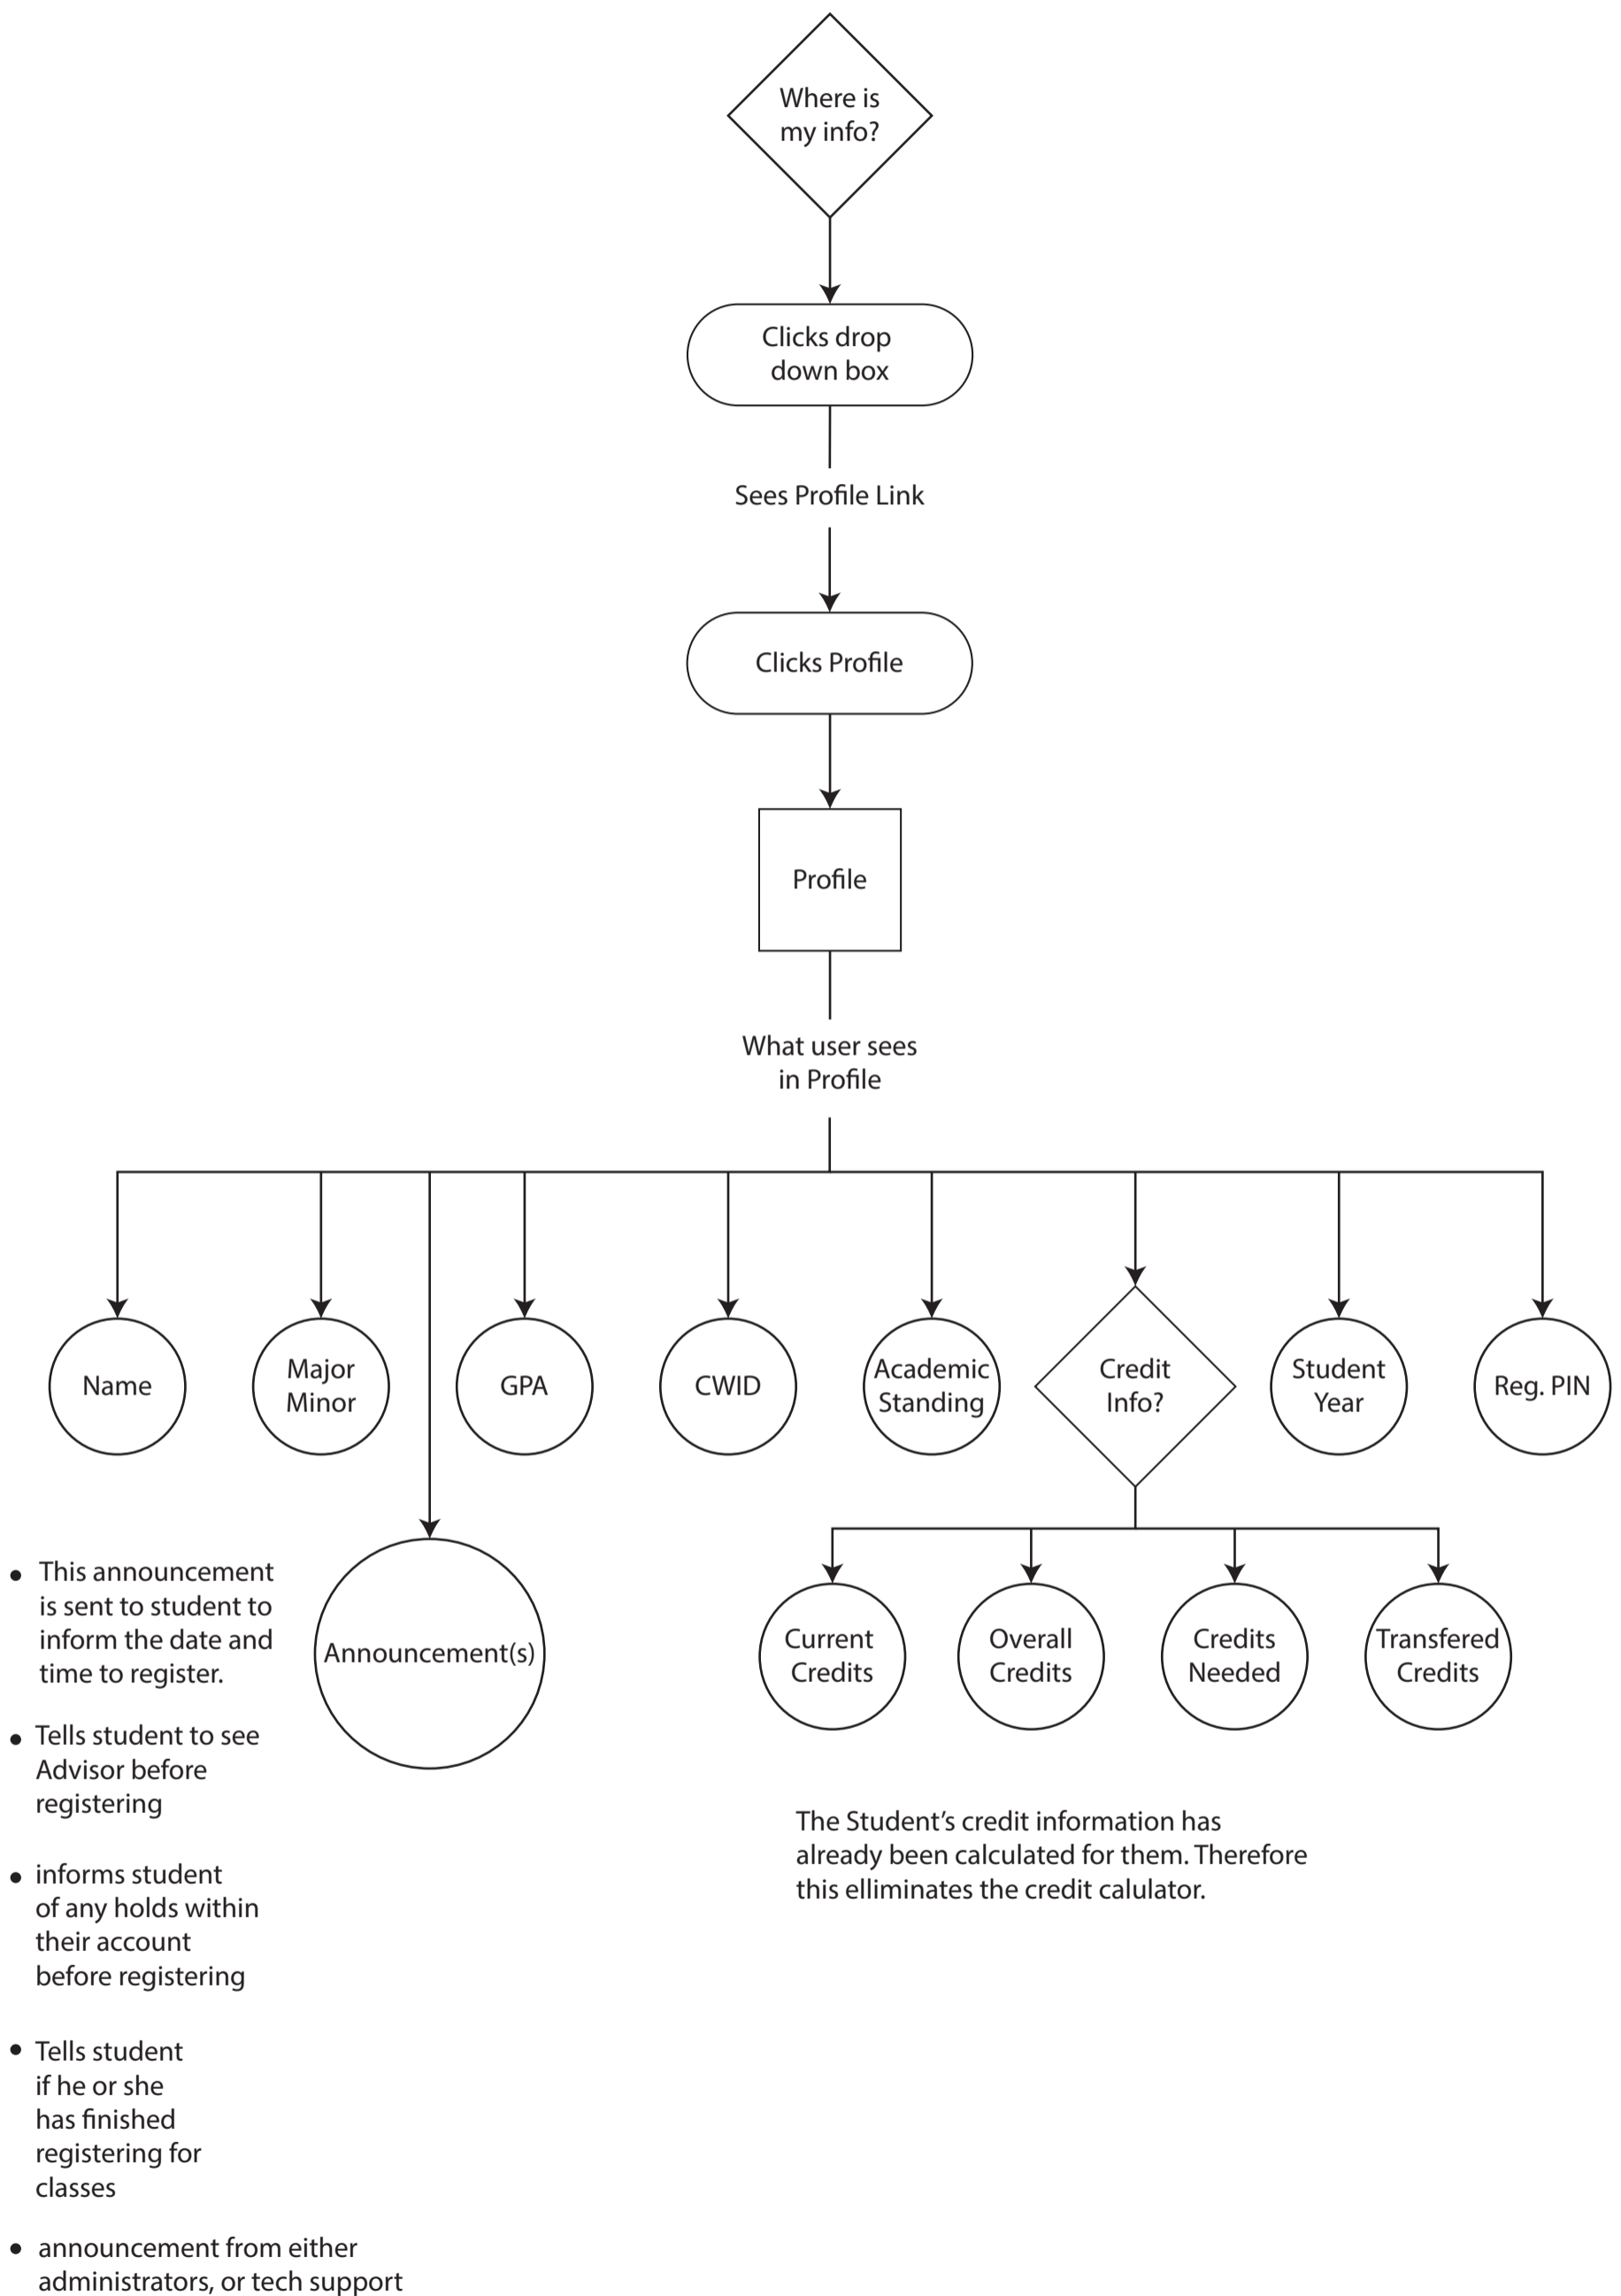 Where is
my info?
Clicks drop
down box
Sees Profile Link
Clicks Profile
Profile
What user sees
in Profile
Name
Major
Minor
GPA
CWID
Academic
Standing
Credit
Info?
Student
Year
Reg. PIN
Announcement(s)
Current
Credits
Overall
Credits
Credits
Needed
Transfered
Credits
• This announcement
is sent to student to
inform the date and
time to register.
• Tells student to see
Advisor before
registering
• informs student
of any holds within
their account
before registering
• Tells student
if he or she
has finished
registering for
classes
• announcement from either
administrators, or tech support
The Student’s credit information has
already been calculated for them. Therefore
this elliminates the credit calulator.